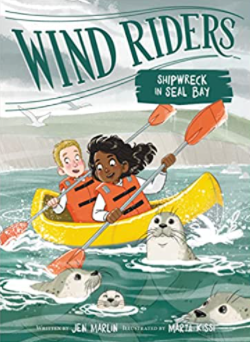 WIND RIDERS
SHIPWRECK
IN SEAL BAY
WRITTEN BY JEN MARLIN ILLUSTRATED BY MARTA KISSI